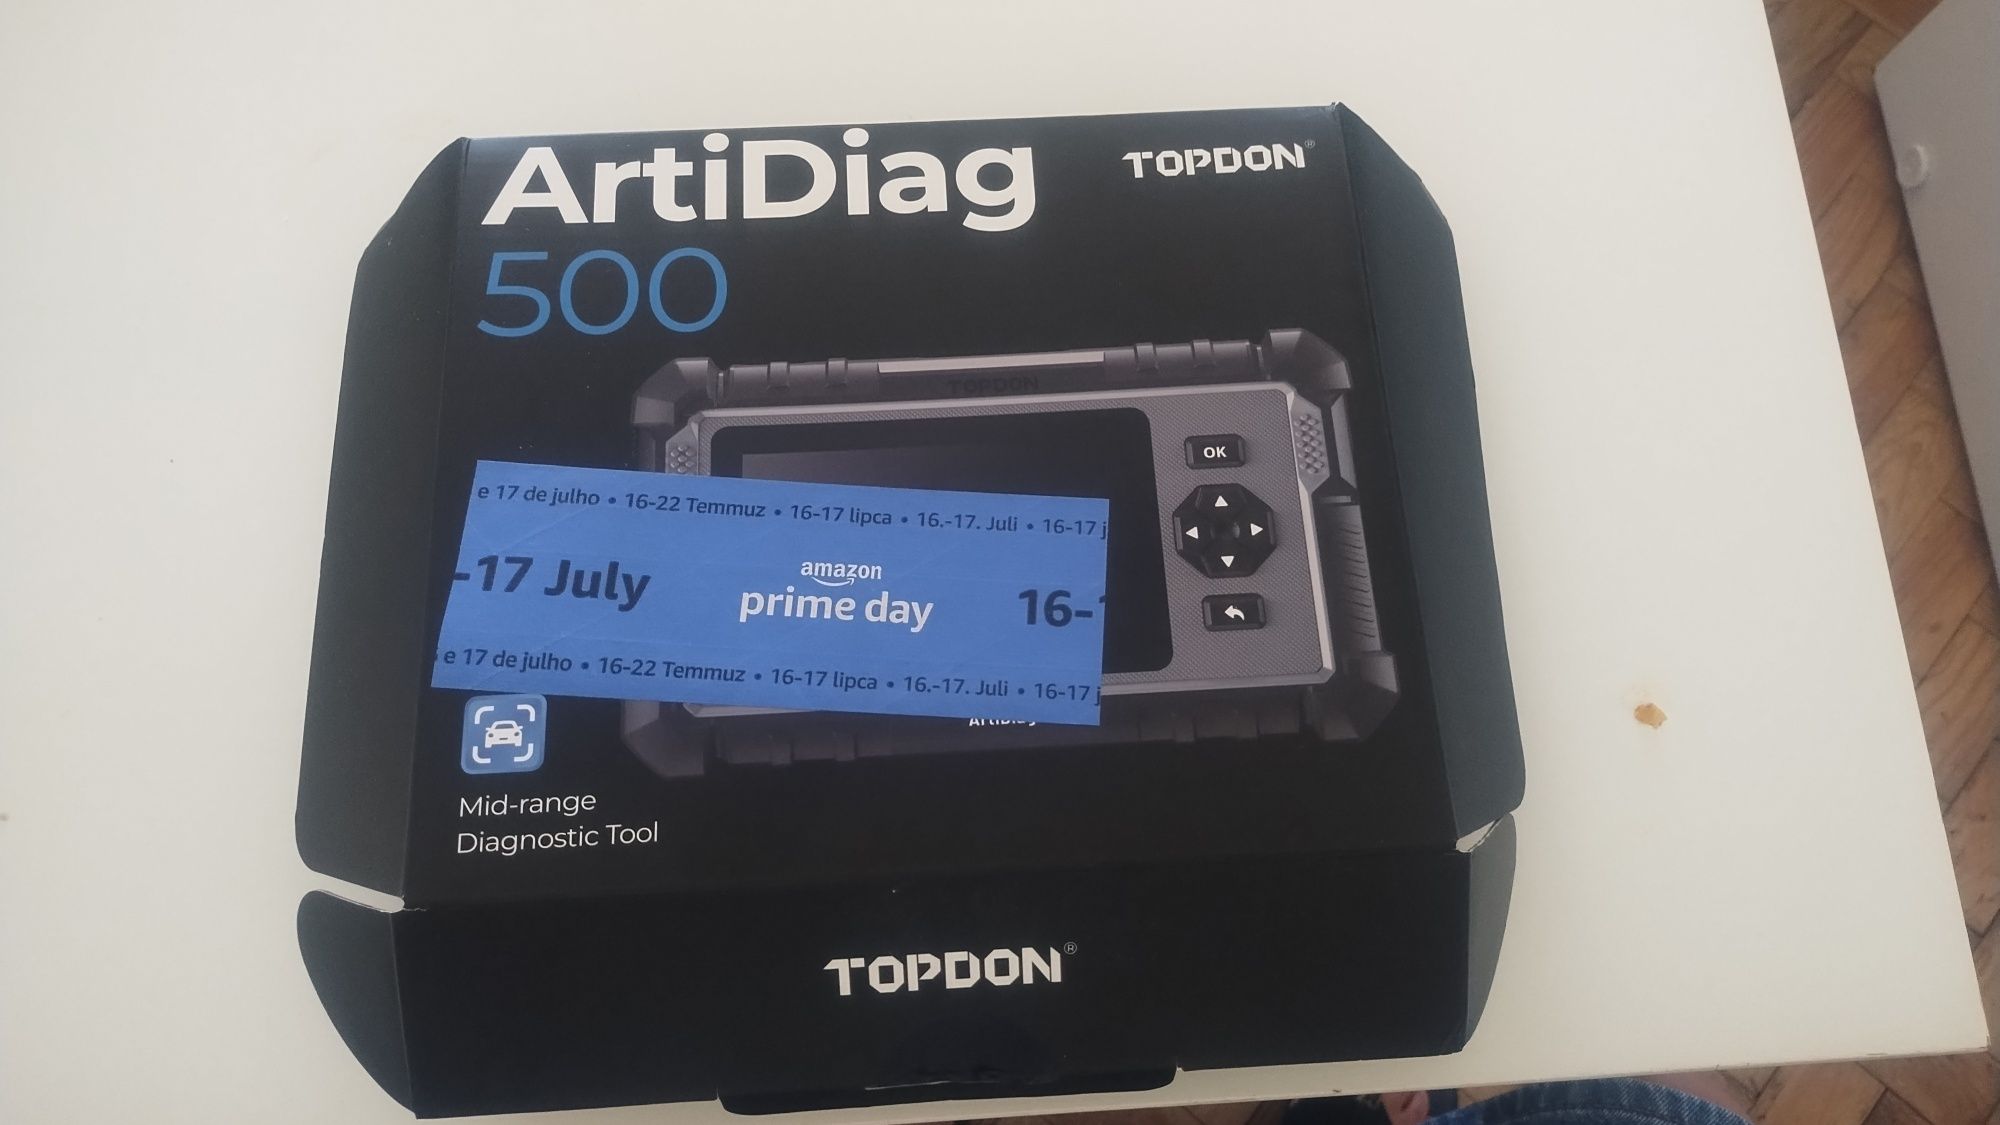 ArtiDiag
TOPDON®
500
TOPDON
OK
e 17 de julho • 16-22 Temmuz • 16-17 lipca • 16.-17. Juli • 16-17 j
-17 July
amazon
prime day
16-1
e 17 de julho • 16-22 Temmuz • 16-17 lipca • 16.-17. Juli • 16-17 j
ArtiDiag
Mid-range
Diagnostic Tool
TOPDON®